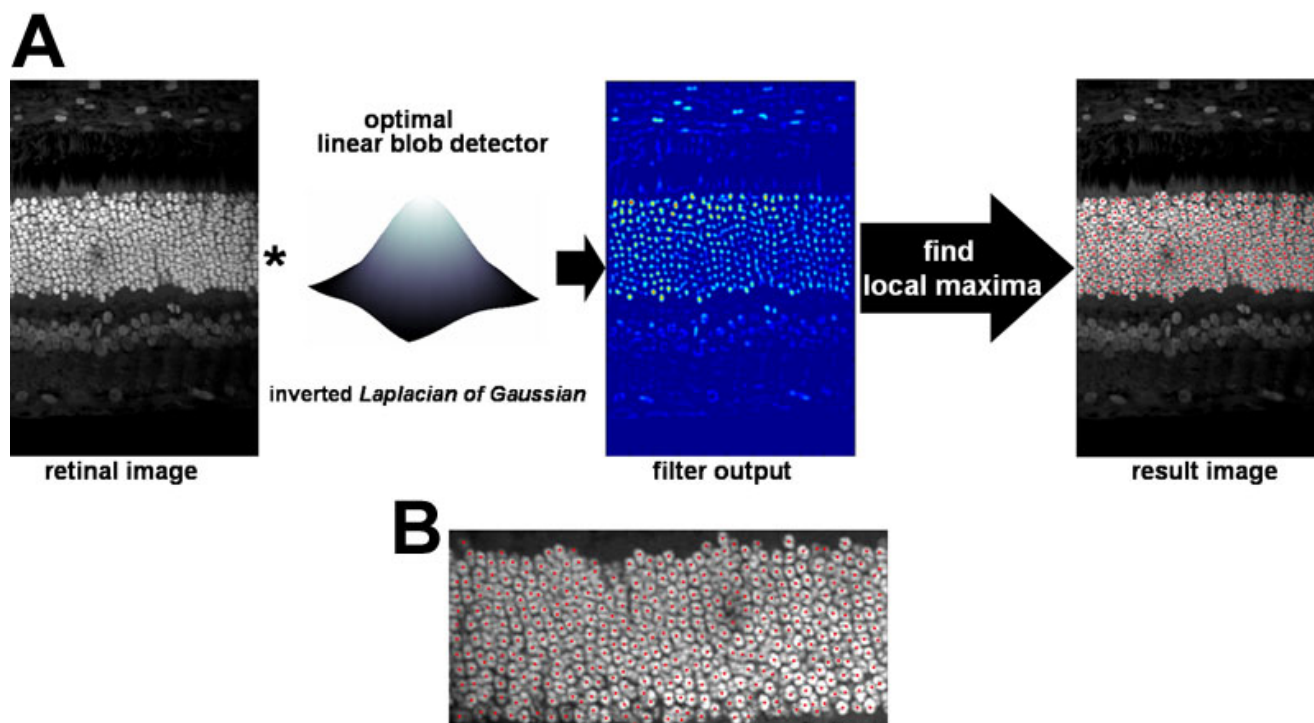 A
optimal
linear blob detector
*
find
local maxima
inverted Laplacian of Gaussian
retinal image
filter output
result image
B